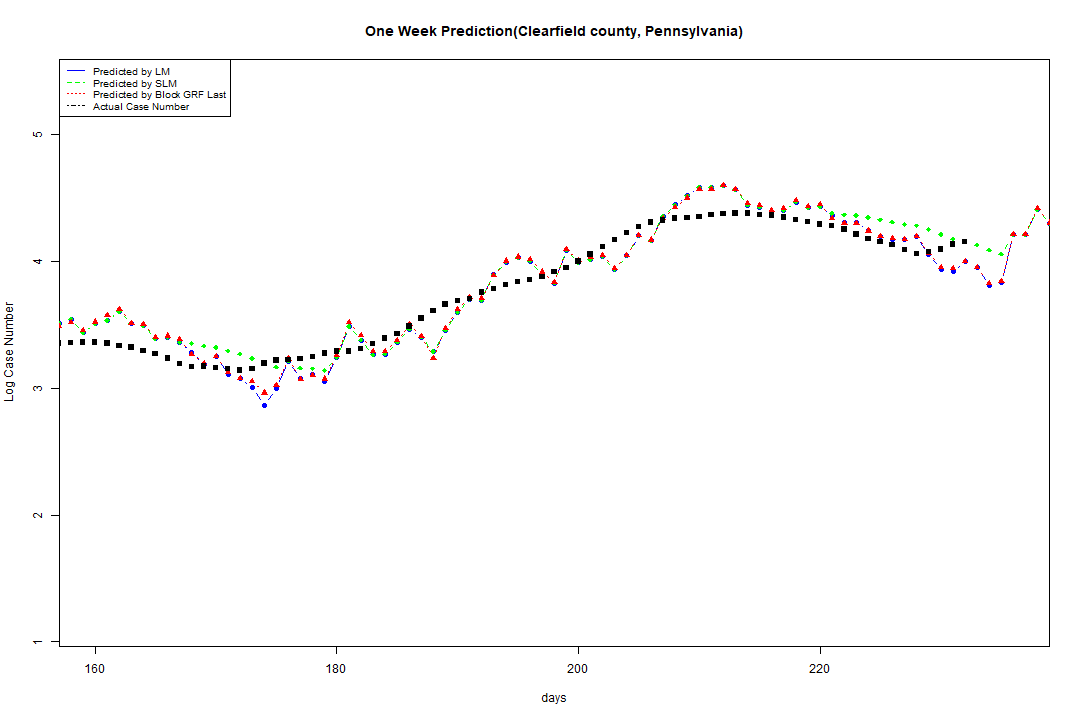 One Week Prediction(Clearfield county, Pennsylvania)
Predicted by LM
Predicted by SLM
Predicted by Block GRF Last
Actual Case Number
5
4
3
2
1
Log Case Number
160 180 200 220
days